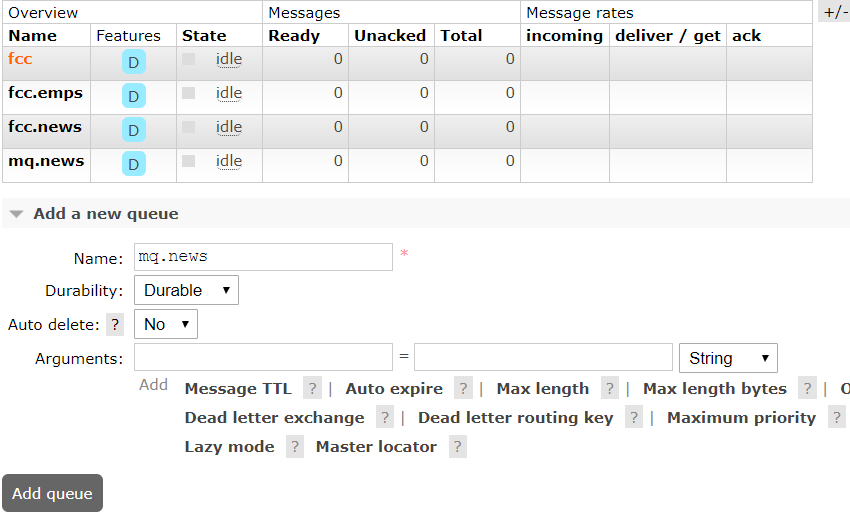 Overview Messages Message rates +/-
Name Features State Ready Unacked Total incoming deliver / get ack
fcc D idle 0 0 0
fcc.emps D idle 0 0 0
fcc.news D idle 0 0 0
mq.news D idle 0 0 0
Add a new queue
Name: mq.news *
Durability: Durable
Auto delete: ? No
Arguments: = String
Add Message TTL ? | Auto expire ? | Max length ? | Max length bytes ? |
Dead letter exchange ? | Dead letter routing key ? | Maximum priority ?
Lazy mode ? Master locator ?
Add queue